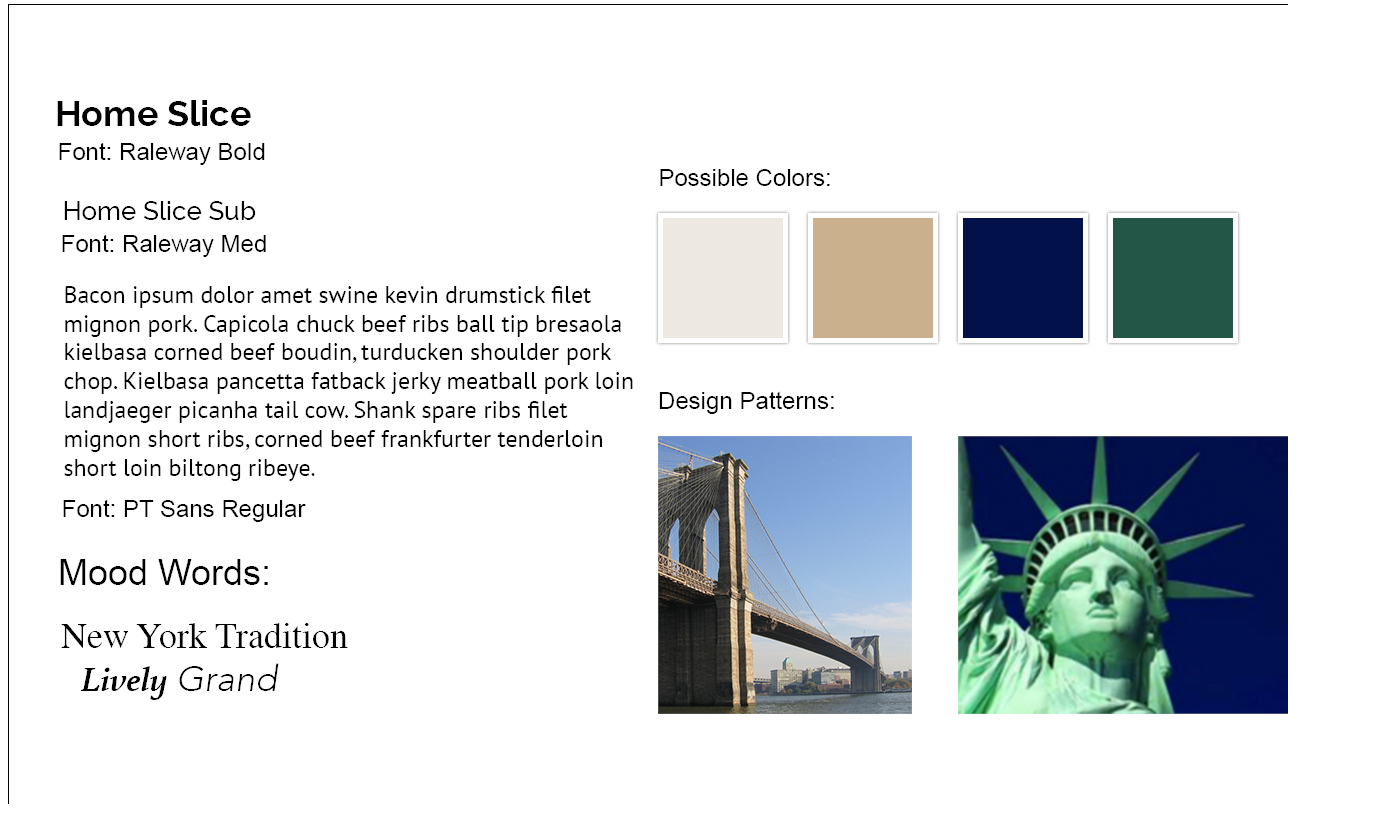 Home Slice
Font: Raleway Bold
Home Slice Sub
Font: Raleway Med
Bacon ipsum dolor amet swine kevin drumstick filet
mignon pork. Capicola chuck beef ribs ball tip bresaola
kielbasa corned beef boudin, turducken shoulder pork
chop. Kielbasa pancetta fatback jerky meatball pork loin
landjaeger picanha tail cow. Shank spare ribs filet
mignon short ribs, corned beef frankfurter tenderloin
short loin biltong ribeye.
Font: PT Sans Regular
Mood Words:
New York Tradition
Lively Grand
Possible Colors:
Design Patterns: